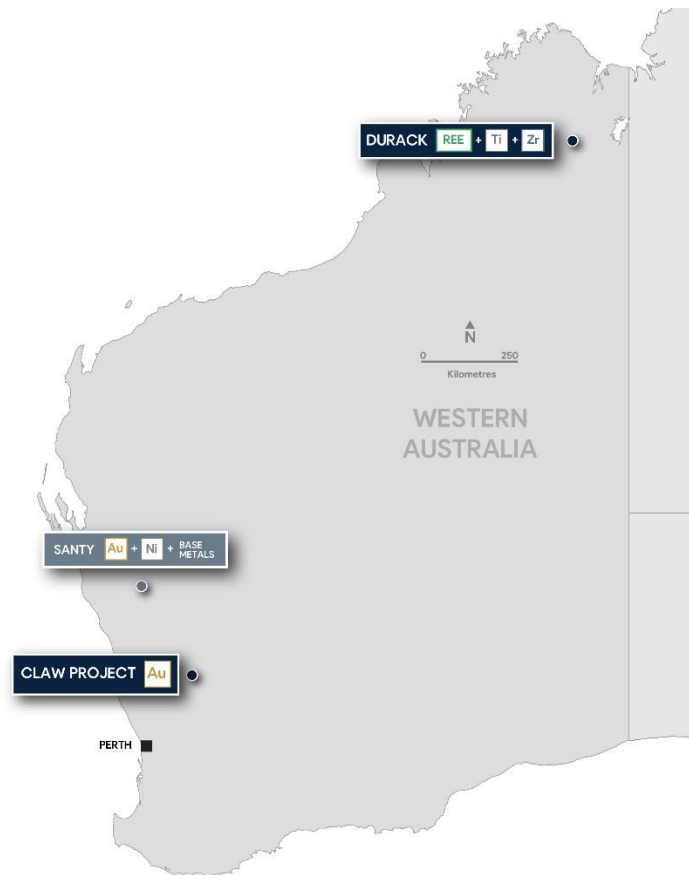 DURACK REE + Ti + Zr
N
0 250
Kilometres
WESTERN
AUSTRALIA
SANTY Au + Ni + BASE
METALS
CLAW PROJECT Au
PERTH